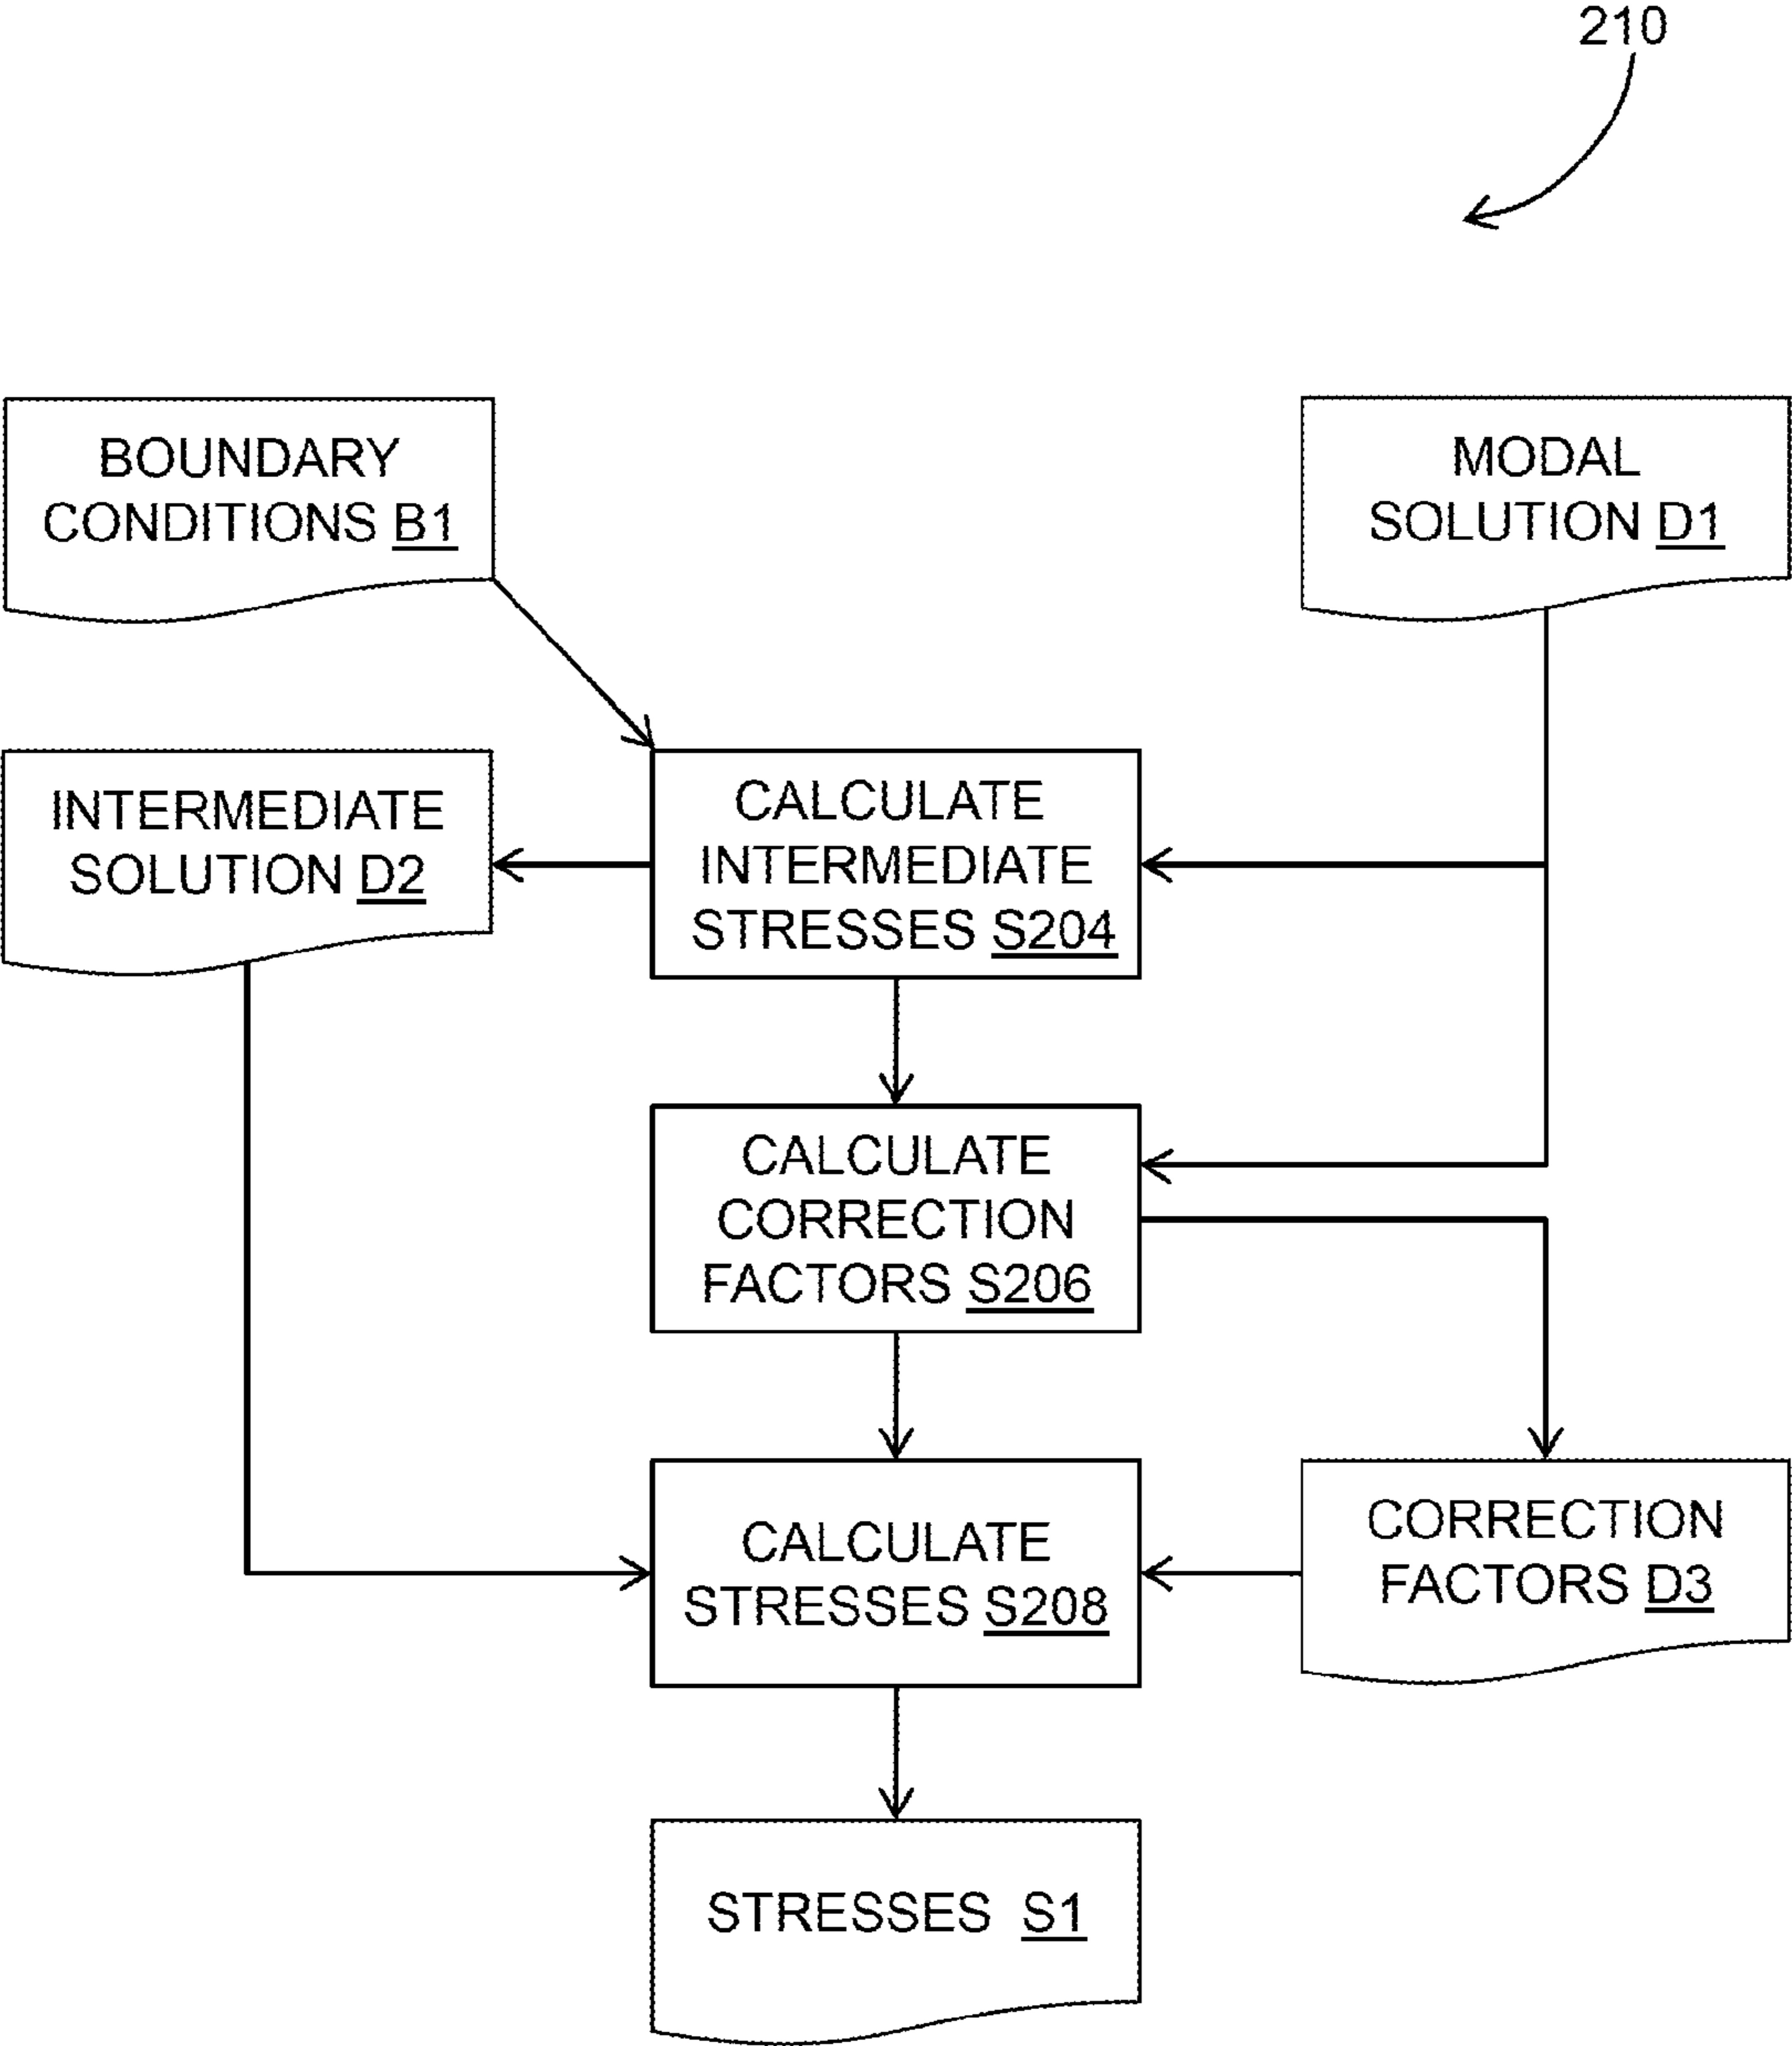 210
BOUNDARY
CONDITIONS B1
MODAL
SOLUTION D1
INTERMEDIATE
SOLUTION D2
CALCULATE
INTERMEDIATE
STRESSES S204
CALCULATE
CORRECTION
FACTORS S206
CALCULATE
STRESSES S208
CORRECTION
FACTORS D3
STRESSES S1